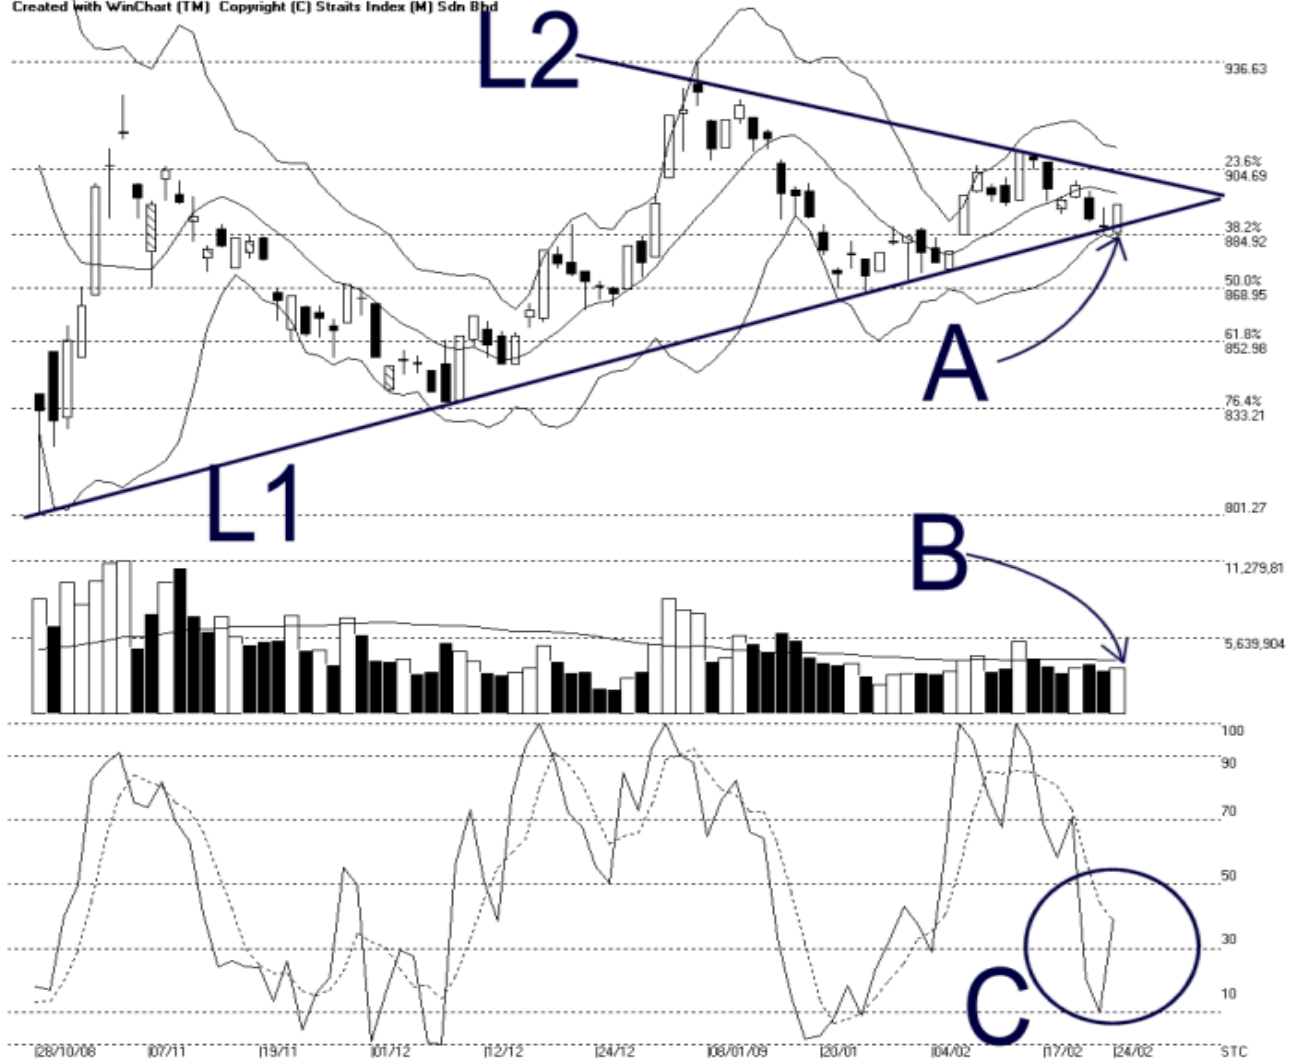 Created with WinChart (TM) Copyright (C) Straits Index (M) Sdn Bhd
L2
936.63
23.6%
904.69
38.2%
884.92
50.0%
868.95
A
61.8%
852.98
76.4%
833.21
L1
801.27
B
11,279,81
5,639,904
100
90
70
50
30
C
10
28/10/08 07/11 19/11 01/12 12/12 24/12 08/01/09 20/01 04/02 17/02 24/02 STC